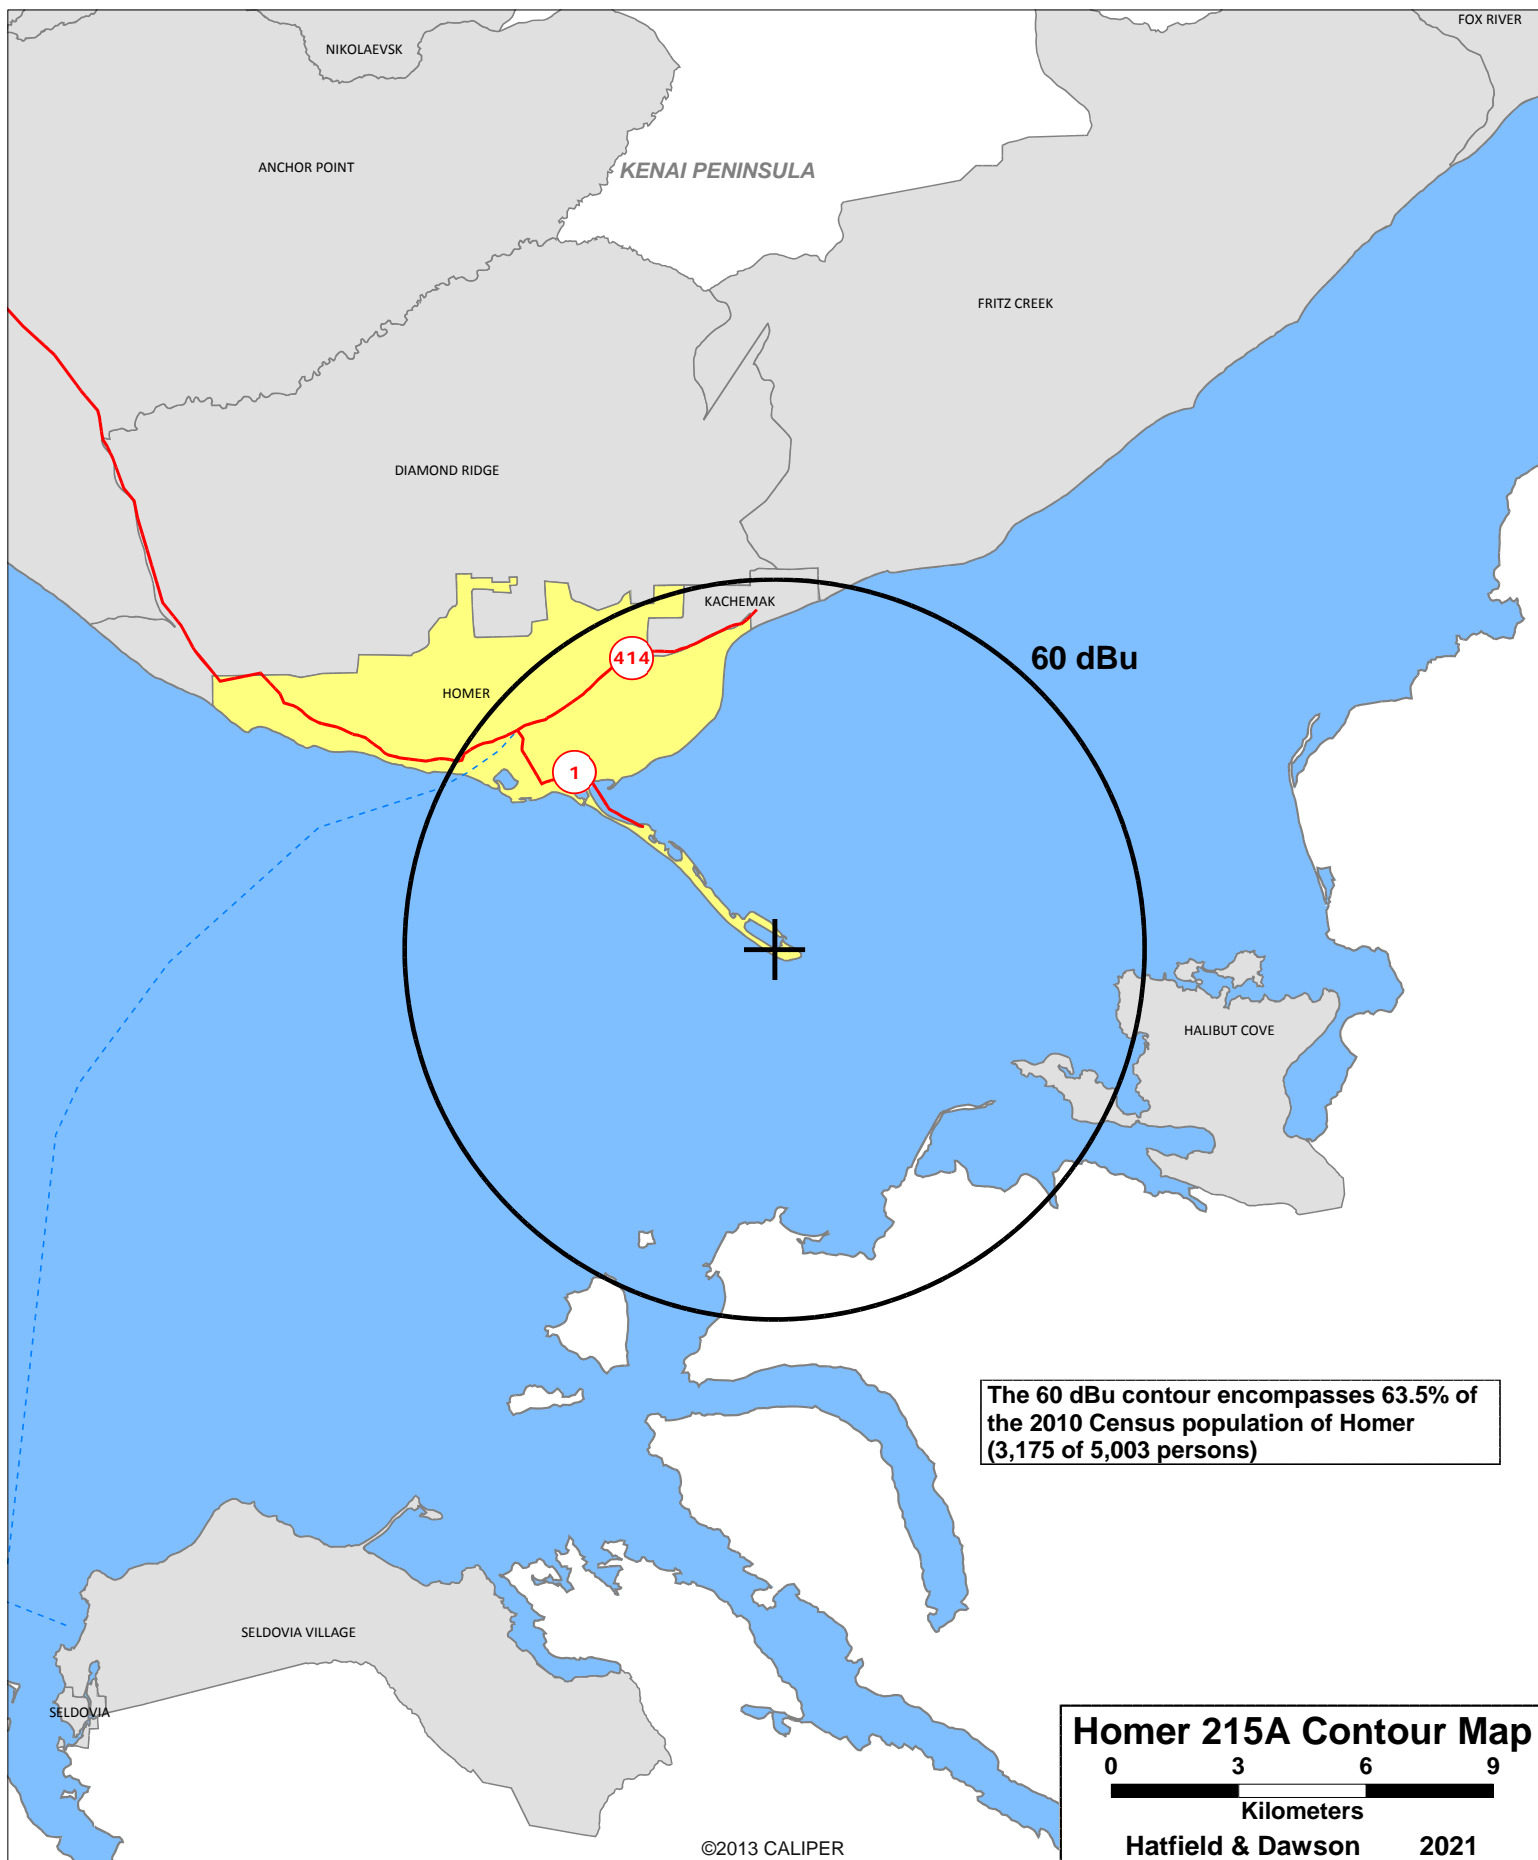 FOX RIVER
NIKOLAEVSK
ANCHOR POINT
KENAI PENINSULA
FRITZ CREEK
DIAMOND RIDGE
KACHEMAK
414
60 dBu
HOMER
1
HALIBUT COVE
The 60 dBu contour encompasses 63.5% of
the 2010 Census population of Homer
(3,175 of 5,003 persons)
SELDOVIA VILLAGE
SELDOVIA
Homer 215A Contour Map
0 3 6 9
Kilometers
Hatfield & Dawson 2021
©2013 CALIPER